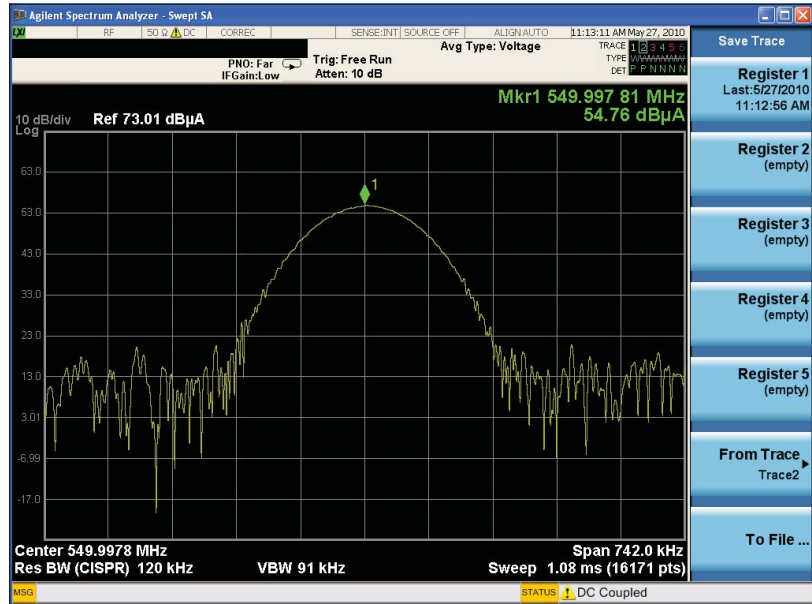 Agilent Spectrum Analyzer - Swept SA
LXI RF 50 Ω DC CORREC SENSE:INT SOURCE OFF ALIGN AUTO 11:13:11 AM May 27, 2010
Avg Type: Voltage
TRACE 1 2 3 4 5 6
TYPE
DET P P N N N N
PNO: Far
IFGain:Low
Trig: Free Run
Atten: 10 dB
Mkr1 549.997 81 MHz
54.76 dBµA
10 dB/div Ref 73.01 dBµA
Log
63.0
53.0
43.0
33.0
23.0
13.0
3.01
-6.99
-17.0
1
Center 549.9978 MHz
Span 742.0 kHz
Res BW (CISPR) 120 kHz
VBW 91 kHz
Sweep 1.08 ms (16171 pts)
MSG
STATUS
DC Coupled
Save Trace
Register 1
Last:5/27/2010
11:12:56 AM
Register 2
(empty)
Register 3
(empty)
Register 4
(empty)
Register 5
(empty)
From Trace
Trace2
To File ...